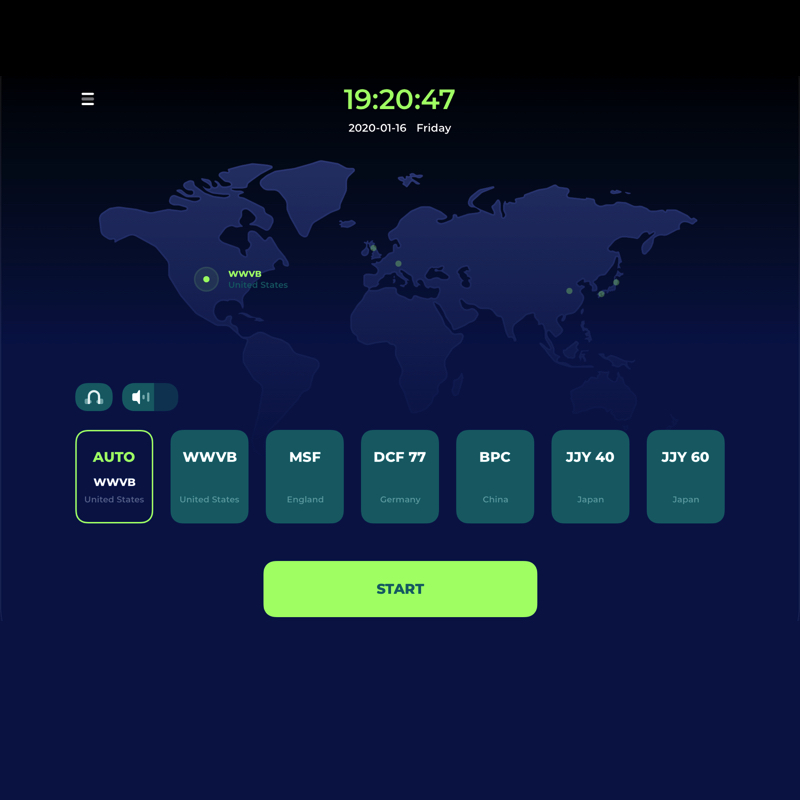 19:20:47
2020-01-16 Friday
WWVB
United States
AUTO
WWVB
United States
WWVB
United States
MSF
England
DCF 77
Germany
BPC
China
JJY 40
Japan
JJY 60
Japan
START